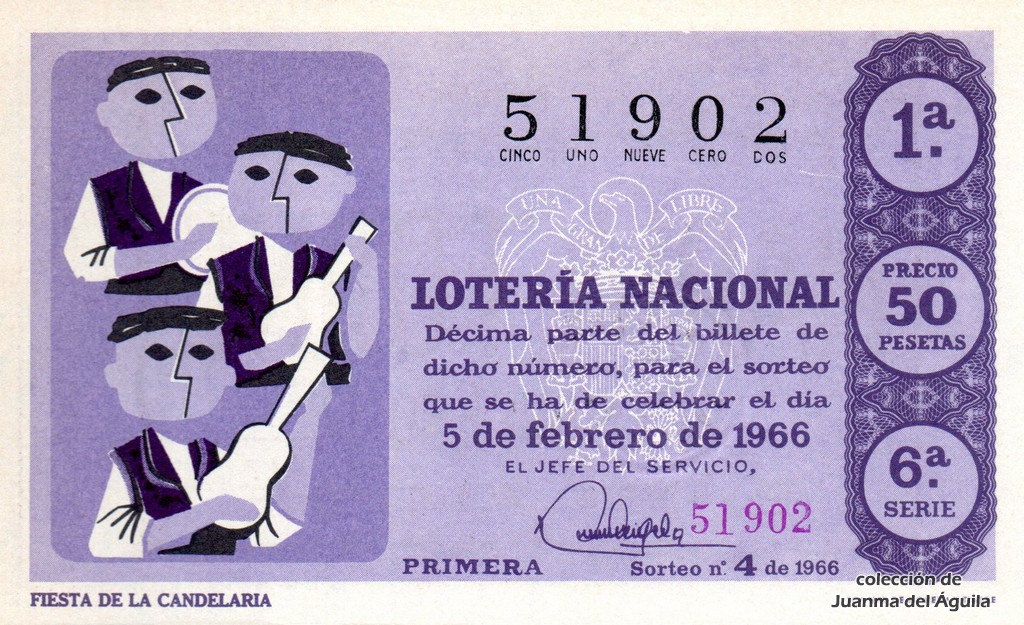 51902
CINCO UNO NUEVE CERO DOS
1ª.
UNA GRANDE LIBRE
PRECIO
50
PESETAS
LOTERÍA NACIONAL
Décima parte del billete de
dicho número, para el sorteo
que se ha de celebrar el día
5 de febrero de 1966
EL JEFE DEL SERVICIO,
6ª
SERIE
51902
PRIMERA
Sorteo n.º 4 de 1966
FIESTA DE LA CANDELARIA
colección de
Juanma del Águila